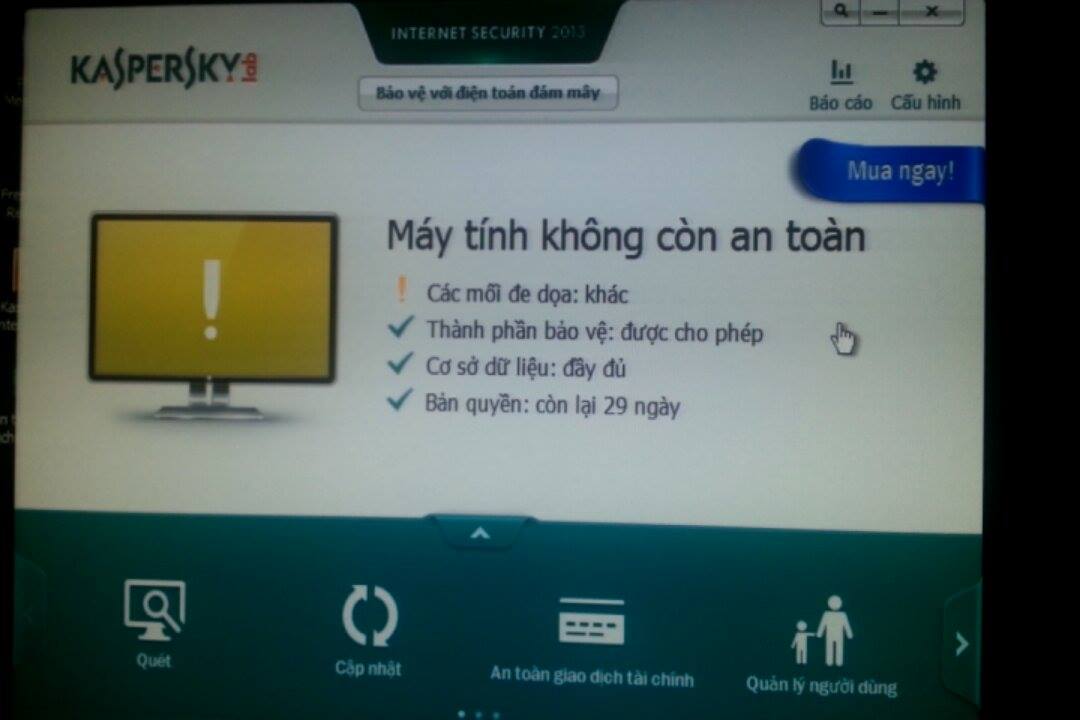 INTERNET SECURITY 2013
KASPERSKY lab
Bảo vệ với điện toán đám mây
Báo cáo
Cấu hình
Mua ngay!
Máy tính không còn an toàn
! Các mối đe dọa: khác
Thành phần bảo vệ: được cho phép
Cơ sở dữ liệu: đầy đủ
Bản quyền: còn lại 29 ngày
Quét
Cập nhật
An toàn giao dịch tài chính
Quản lý người dùng